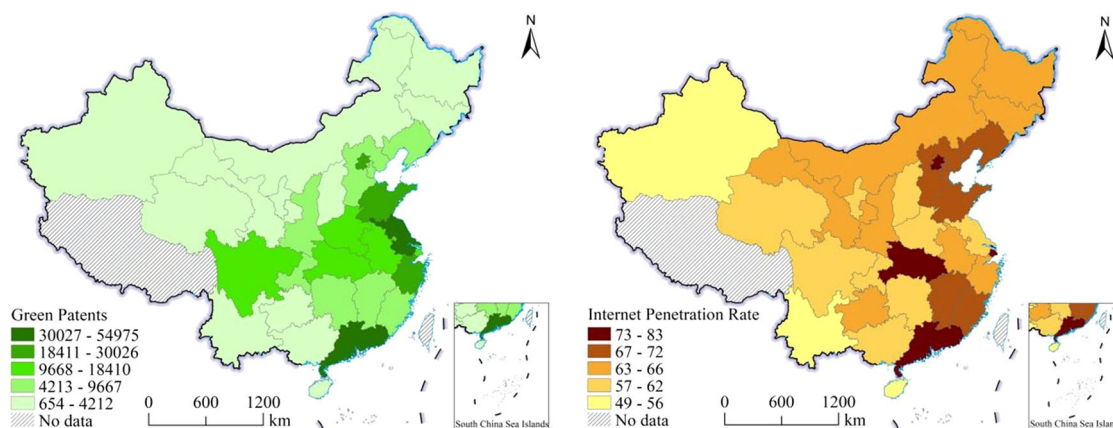 N
Green Patents
30027 - 54975
18411 - 30026
9668 - 18410
4213 - 9667
654 - 4212
No data
0 600 1200
km
South China Sea Islands
N
Internet Penetration Rate
73 - 83
67 - 72
63 - 66
57 - 62
49 - 56
No data
0 600 1200
km
South China Sea Islands